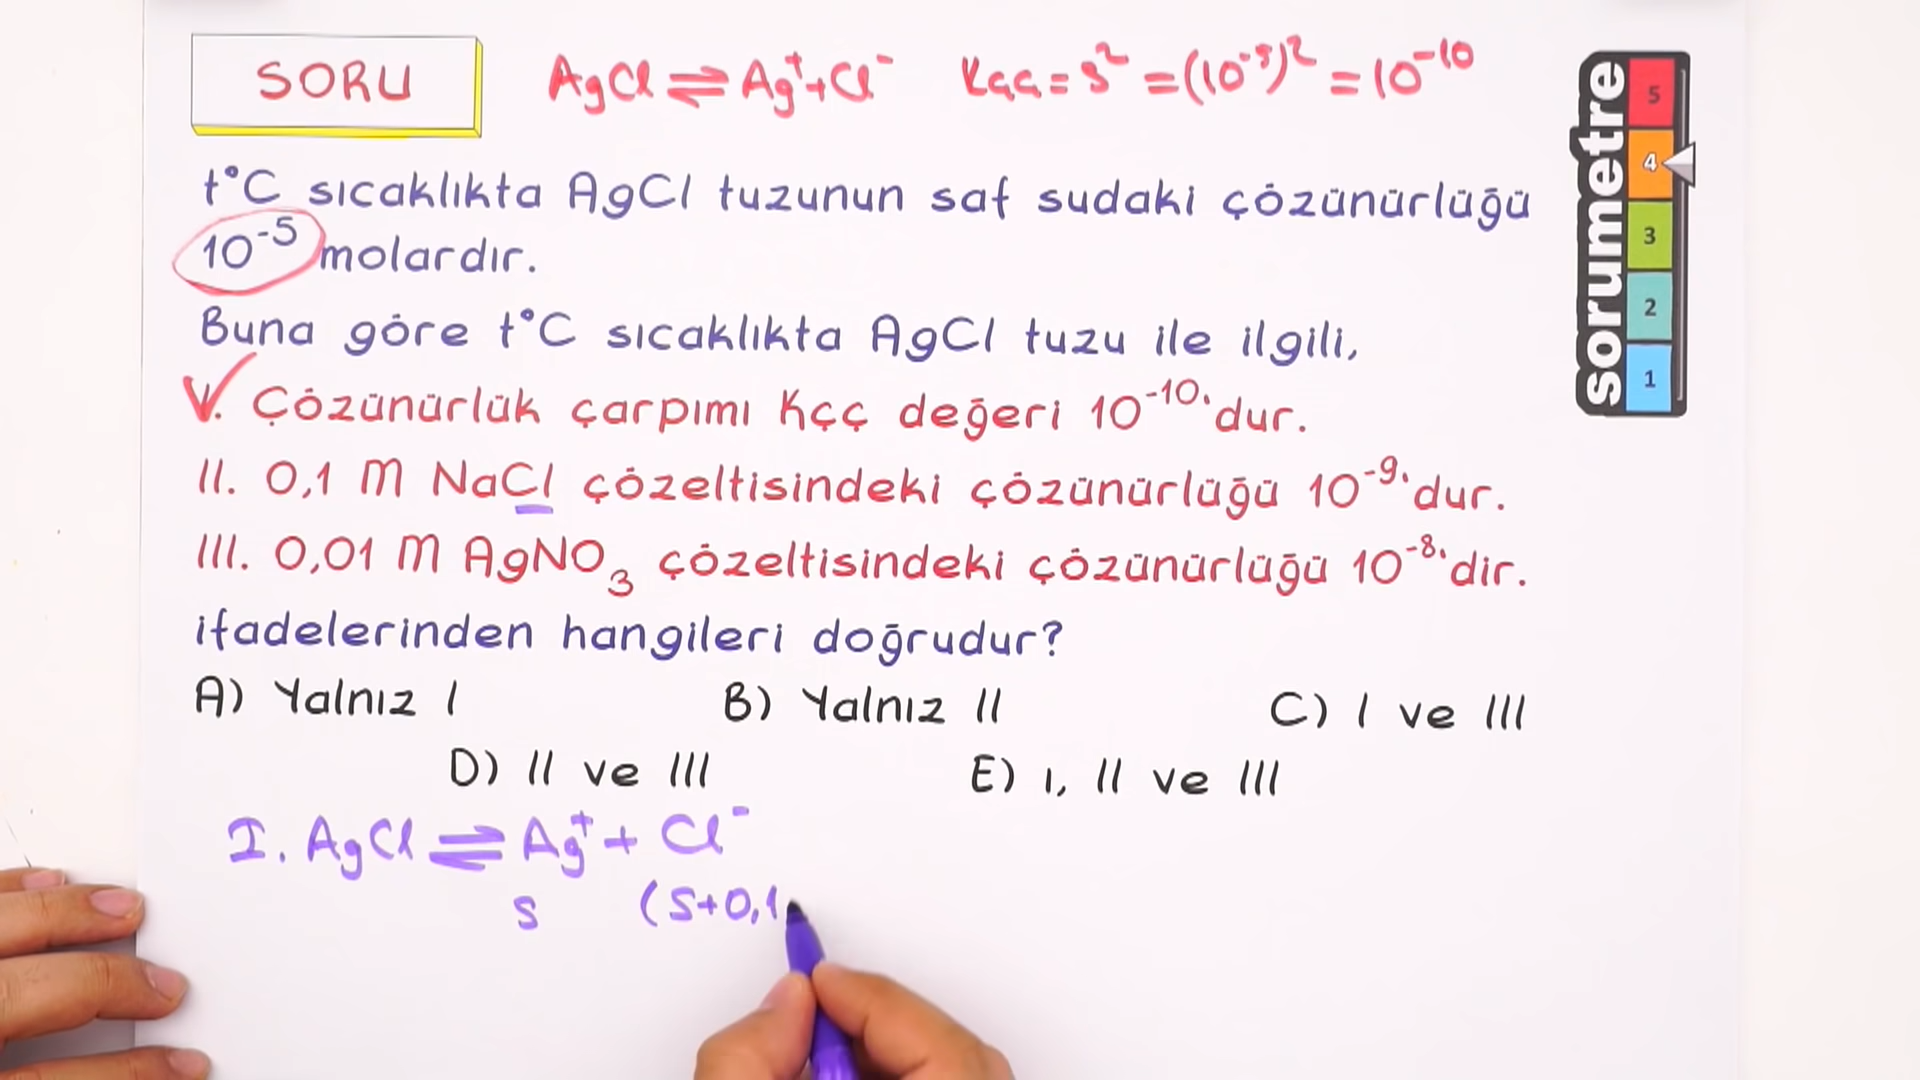 SORU
AgCl ⇌ Ag⁺+Cl⁻ Kçç = s² = (10⁻⁵)² = 10⁻¹⁰
t°C sıcaklıkta AgCl tuzunun saf sudaki çözünürlüğü
10⁻⁵ molardır.
Buna göre t°C sıcaklıkta AgCl tuzu ile ilgili,
I. Çözünürlük çarpımı Kçç değeri 10⁻¹⁰'dur.
II. 0,1 M NaCl çözeltisindeki çözünürlüğü 10⁻⁹'dur.
III. 0,01 M AgNO₃ çözeltisindeki çözünürlüğü 10⁻⁸'dir.
ifadelerinden hangileri doğrudur?
A) Yalnız I B) Yalnız II C) I ve III
D) II ve III E) I, II ve III
I. AgCl ⇌ Ag⁺ + Cl⁻
s (s+0,1
sorumetre
5
4
3
2
1